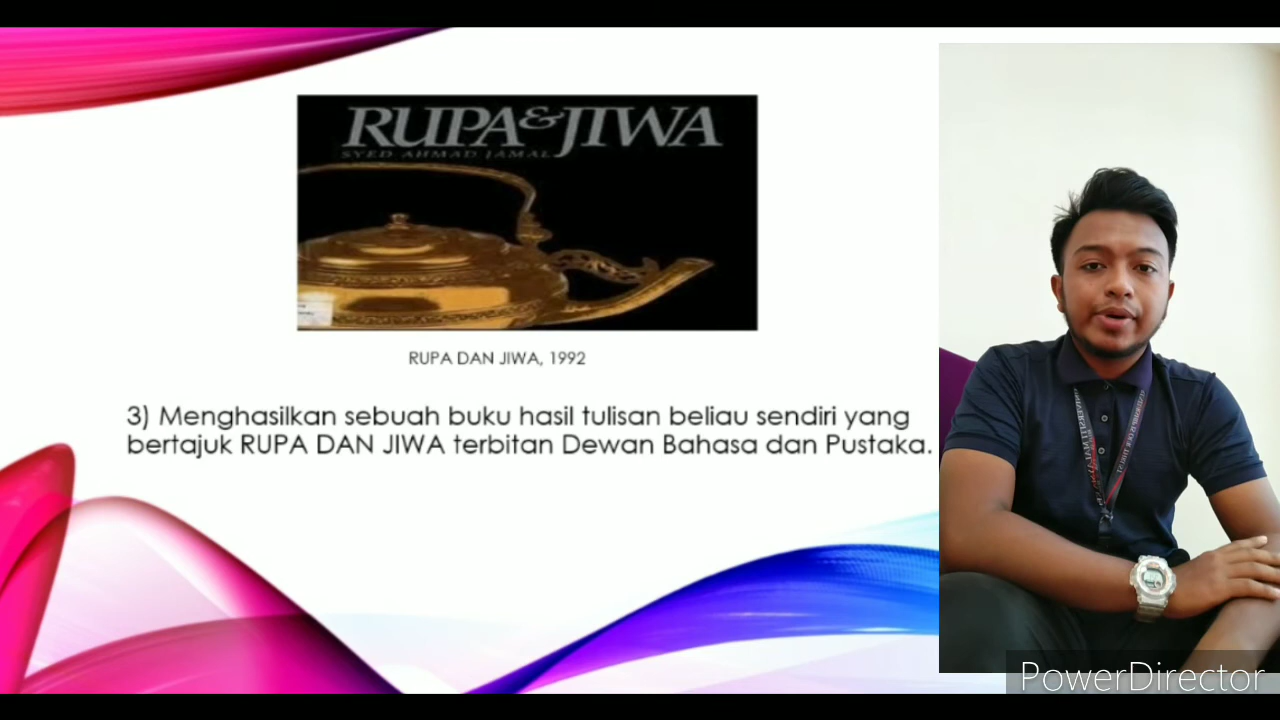 RUPA & JIWA
SYED AHMAD JAMAL
RUPA DAN JIWA, 1992
3) Menghasilkan sebuah buku hasil tulisan beliau sendiri yang
bertajuk RUPA DAN JIWA terbitan Dewan Bahasa dan Pustaka.
PowerDirector